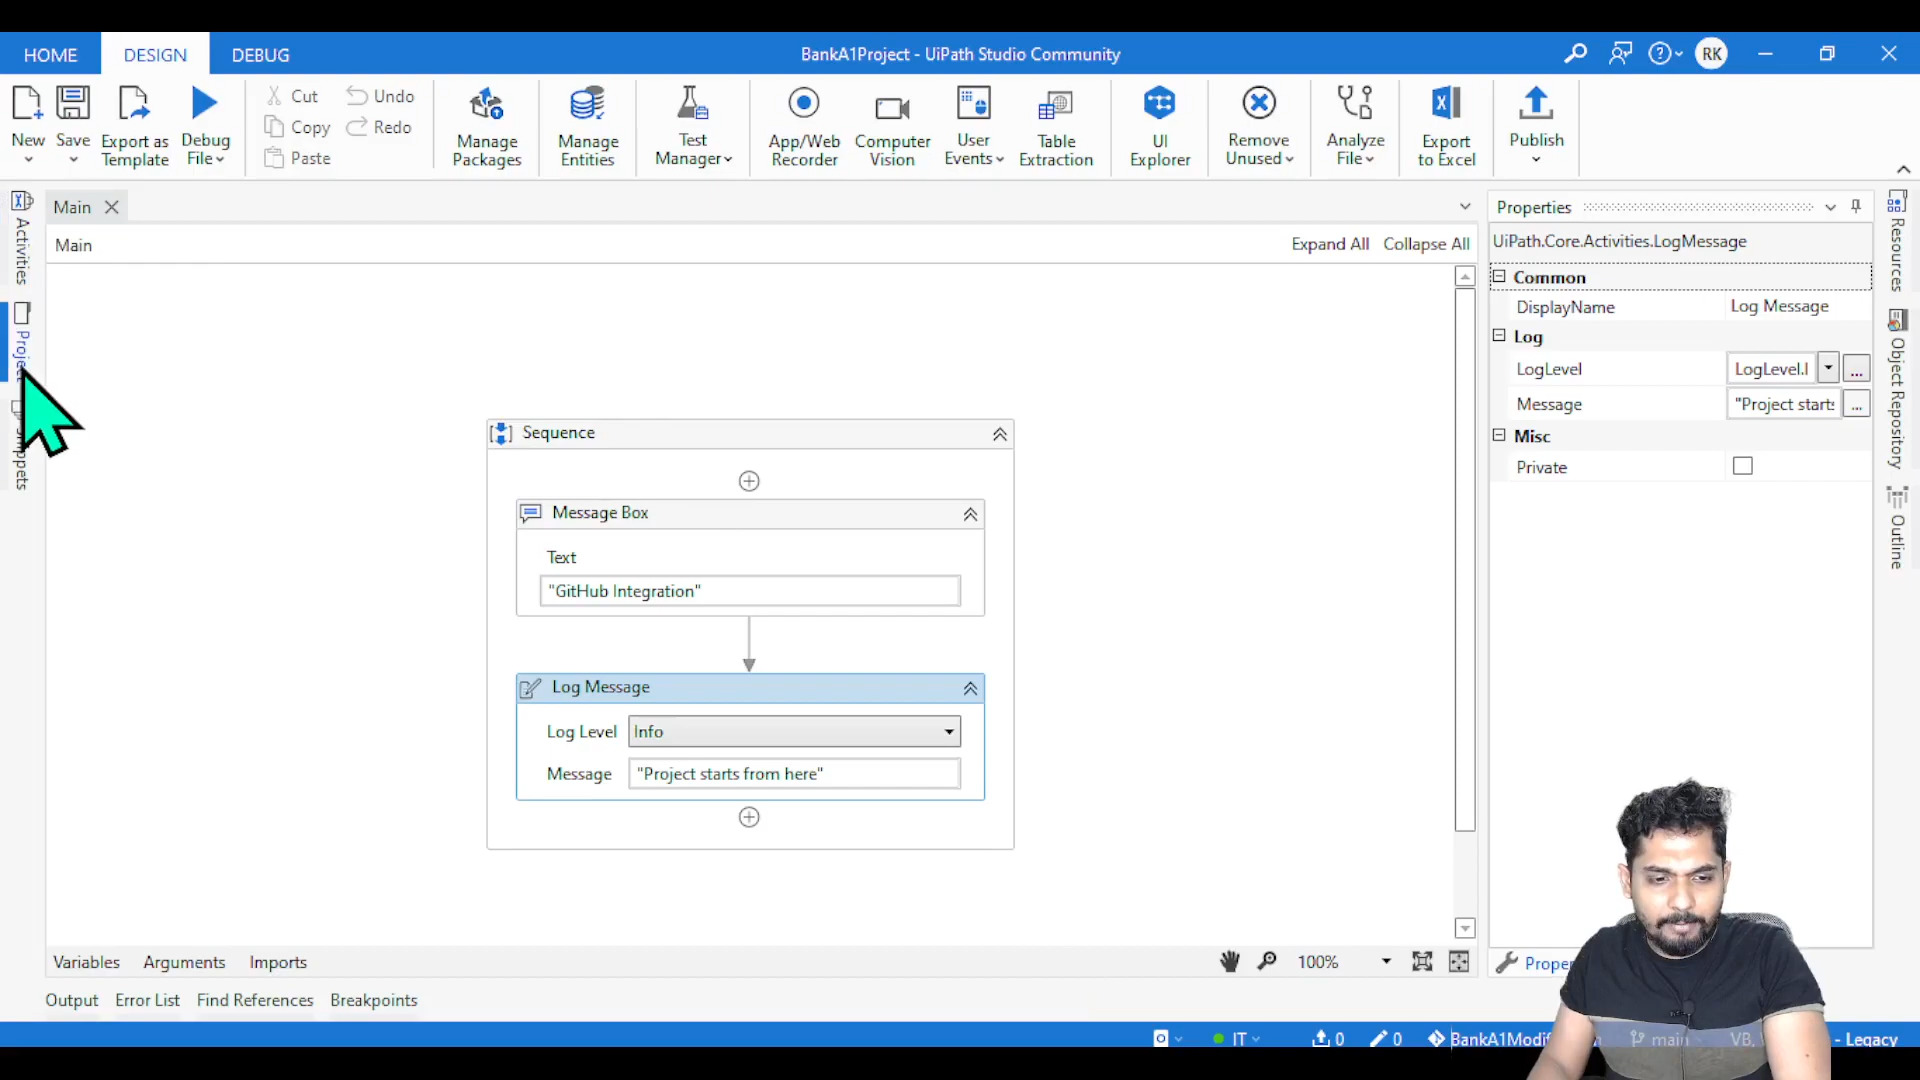 HOME DESIGN DEBUG
BankA1Project - UiPath Studio Community
RK
New
Save
Export as Template
Debug File
Cut
Copy
Paste
Undo
Redo
Manage Packages
Manage Entities
Test Manager
App/Web Recorder
Computer Vision
User Events
Table Extraction
UI Explorer
Remove Unused
Analyze File
Export to Excel
Publish
Activities
Project
Main
Main
Expand All Collapse All
Sequence
Message Box
Text
"GitHub Integration"
Log Message
Log Level Info
Message "Project starts from here"
Variables Arguments Imports
100%
Output Error List Find References Breakpoints
Properties
UiPath.Core.Activities.LogMessage
Common
DisplayName Log Message
Log
LogLevel LogLevel.I ...
Message "Project starts ...
Misc
Private
Resources
Object Repository
Outline
IT 0 0 main VB, - Legacy